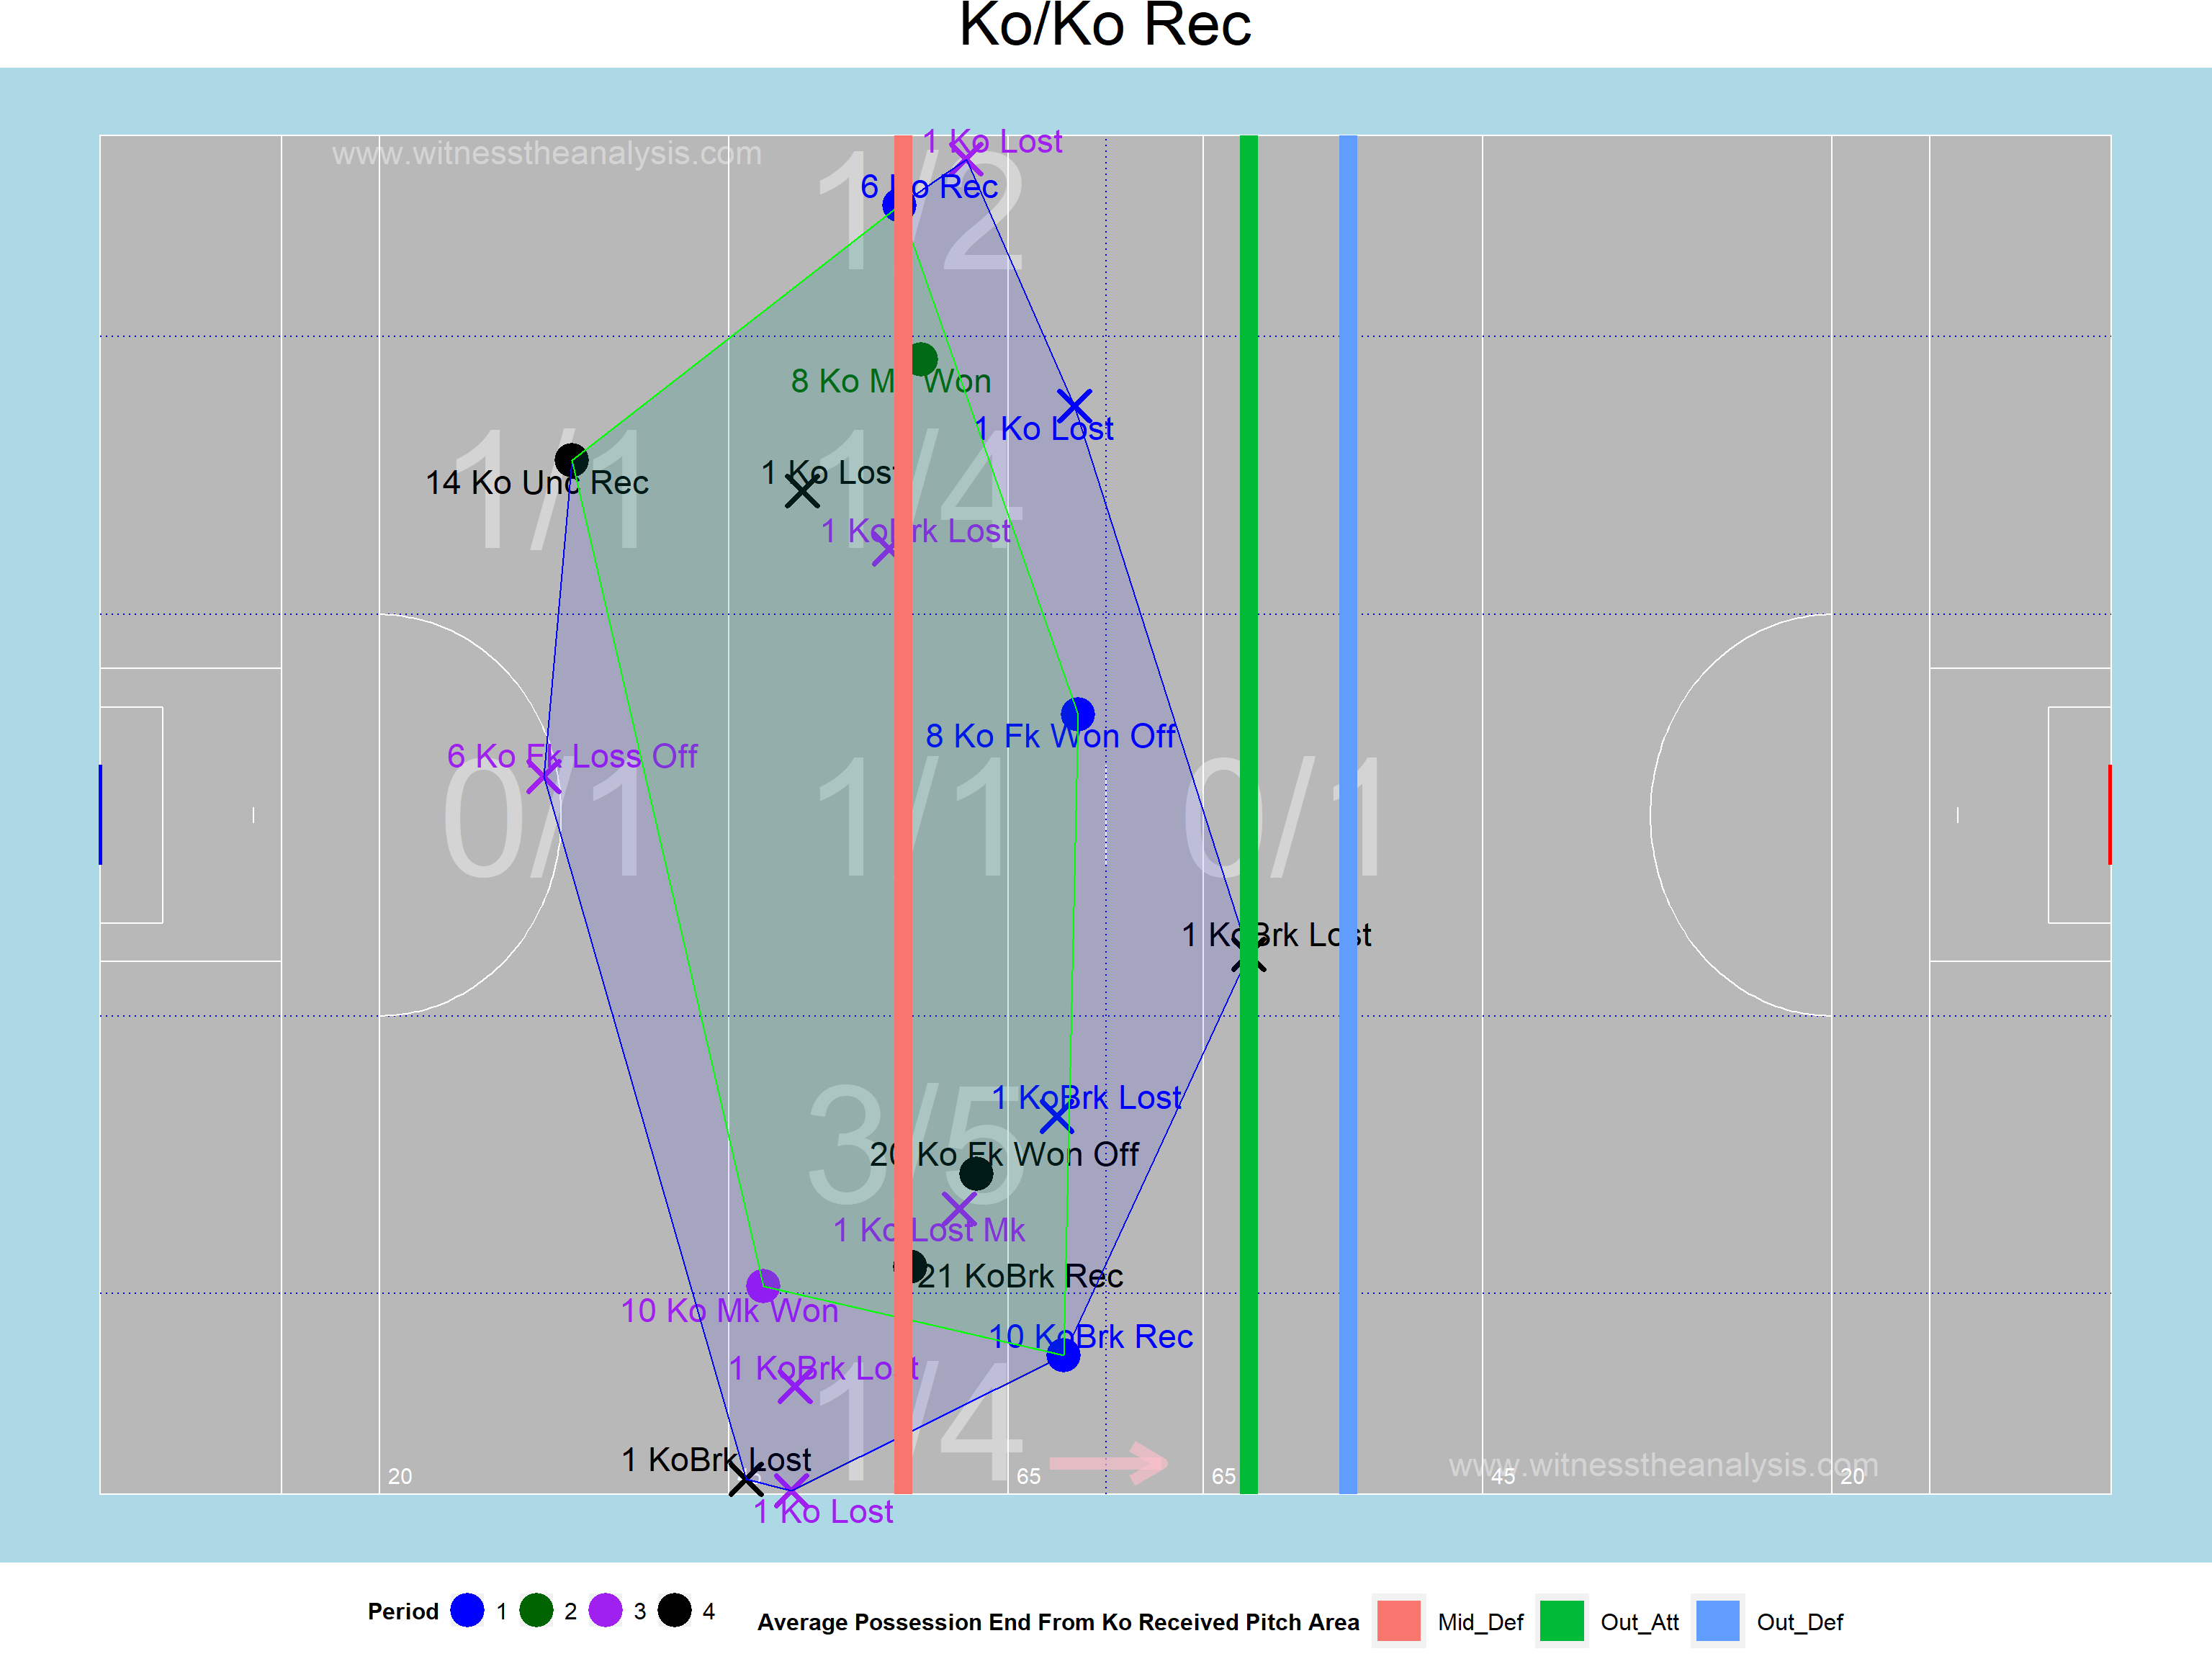 Ko/Ko Rec
www.witnesstheanalysis.com
1 Ko Lost
6 Ko Rec
1/2
8 Ko Mk Won
1 Ko Lost
14 Ko Unc Rec
1 Ko Lost
1/1
1/4
1 KoBrk Lost
8 Ko Fk Won Off
6 Ko Fk Loss Off
0/1
1/1
0/1
1 KoBrk Lost
1 KoBrk Lost
3/5
20 Ko Fk Won Off
1 Ko Lost Mk
21 KoBrk Rec
10 Ko Mk Won
10 KoBrk Rec
1 KoBrk Lost
1/4
1 KoBrk Lost
www.witnesstheanalysis.com
20
65
65
45
20
1 Ko Lost
Period 1 2 3 4
Average Possession End From Ko Received Pitch Area Mid_Def Out_Att Out_Def